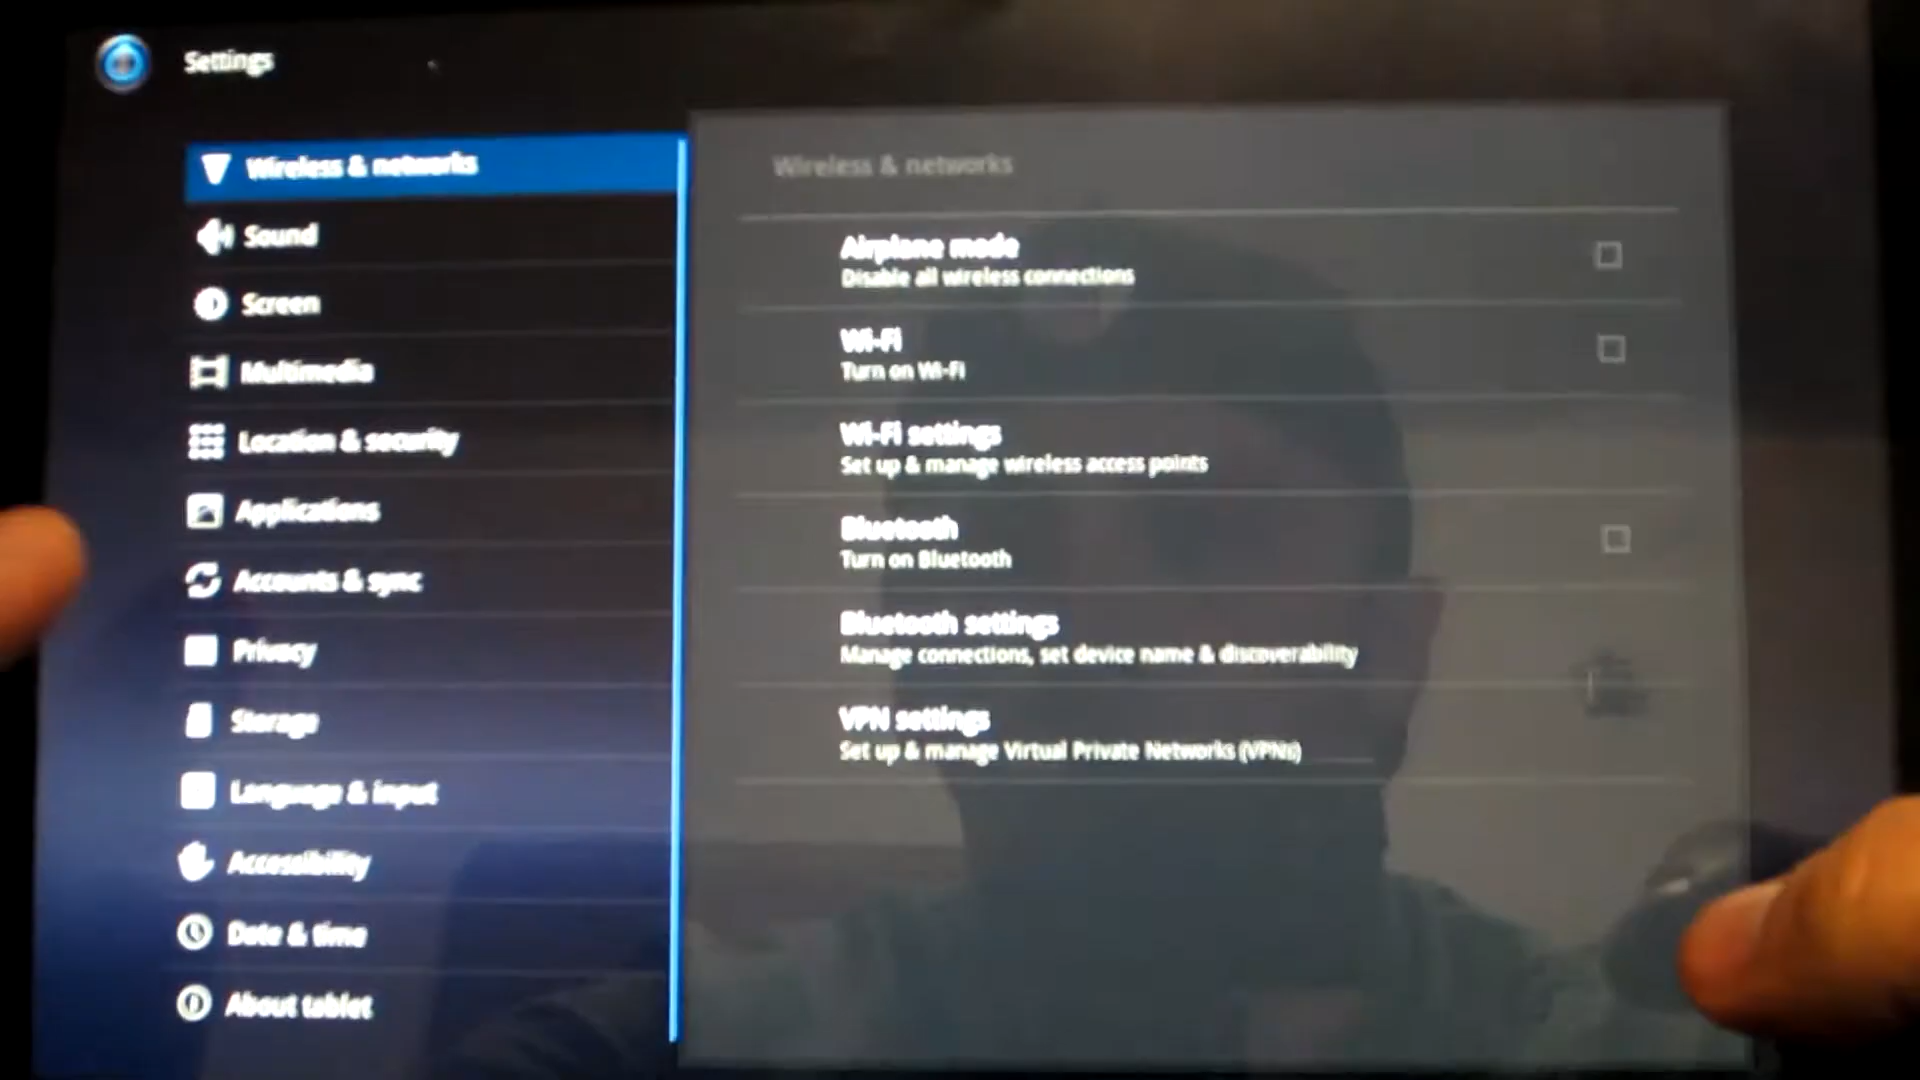 Settings
Wireless & networks
Sound
Screen
Multimedia
Location & security
Applications
Accounts & sync
Privacy
Storage
Language & input
Accessibility
Date & time
About tablet
Wireless & networks
Airplane mode
Disable all wireless connections
Wi-Fi
Turn on Wi-Fi
Wi-Fi settings
Set up & manage wireless access points
Bluetooth
Turn on Bluetooth
Bluetooth settings
Manage connections, set device name & discoverability
VPN settings
Set up & manage Virtual Private Networks (VPNs)